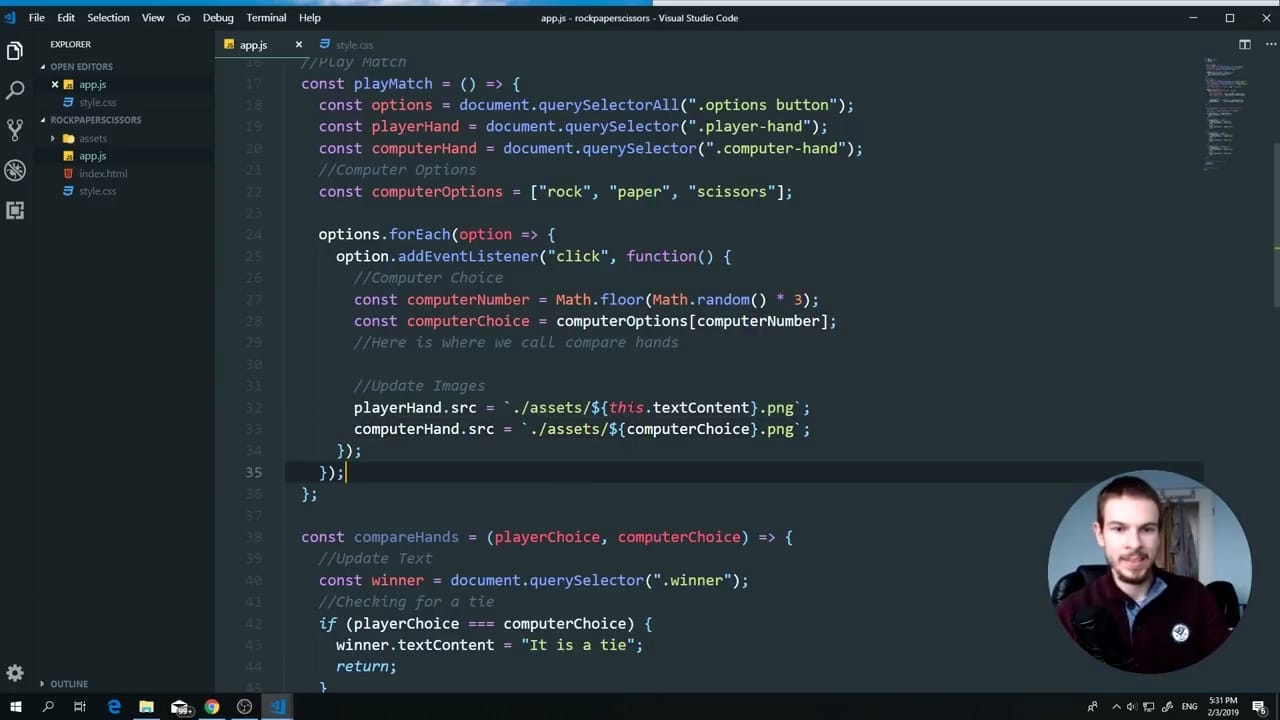 File Edit Selection View Go Debug Terminal Help
app.js - rockpaperscissors - Visual Studio Code
EXPLORER
OPEN EDITORS
app.js
style.css
ROCKPAPERSCISSORS
assets
app.js
index.html
style.css
OUTLINE
app.js
style.css
16 //Play Match
17 const playMatch = () => {
18 const options = document.querySelectorAll(".options button");
19 const playerHand = document.querySelector(".player-hand");
20 const computerHand = document.querySelector(".computer-hand");
21 //Computer Options
22 const computerOptions = ["rock", "paper", "scissors"];
23
24 options.forEach(option => {
25 option.addEventListener("click", function() {
26 //Computer Choice
27 const computerNumber = Math.floor(Math.random() * 3);
28 const computerChoice = computerOptions[computerNumber];
29 //Here is where we call compare hands
30
31 //Update Images
32 playerHand.src = `./assets/${this.textContent}.png`;
33 computerHand.src = `./assets/${computerChoice}.png`;
34 });
35 });
36 };
37
38 const compareHands = (playerChoice, computerChoice) => {
39 //Update Text
40 const winner = document.querySelector(".winner");
41 //Checking for a tie
42 if (playerChoice === computerChoice) {
43 winner.textContent = "It is a tie";
44 return;
45 }
99+
ENG
5:31 PM
2/3/2019